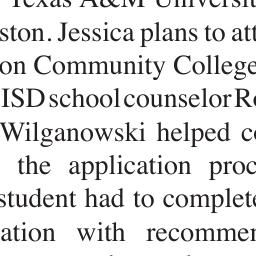 Texas A&M Universit
ston. Jessica plans to att
on Community College
ISD school counselor Ro
Wilganowski helped c
the application proc
student had to complete
ation with recommen